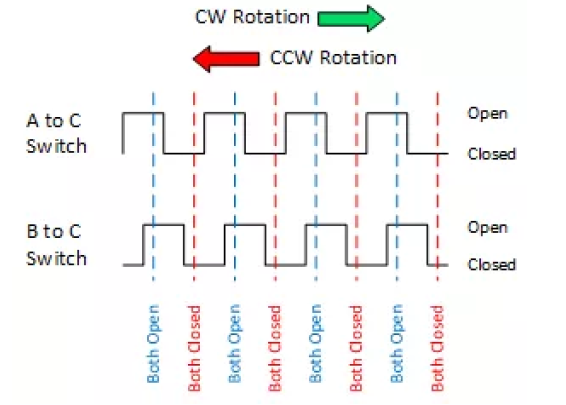 CW Rotation
CCW Rotation
A to C
Switch
Open
Closed
B to C
Switch
Open
Closed
Both Open
Both Closed
Both Open
Both Closed
Both Open
Both Closed
Both Open
Both Closed